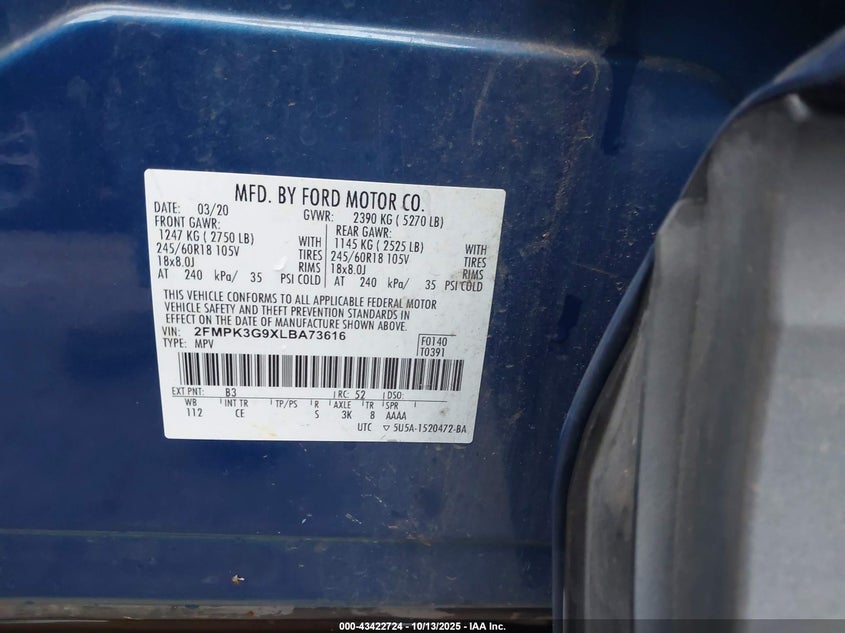 MFD. BY FORD MOTOR CO.
DATE: 03/20 GVWR: 2390 KG ( 5270 LB)
FRONT GAWR: REAR GAWR:
1247 KG ( 2750 LB) WITH 1145 KG ( 2525 LB) WITH
245/60R18 105V TIRES 245/60R18 105V TIRES
18x8.0J RIMS 18x8.0J RIMS
AT 240 kPa/ 35 PSI COLD AT 240 kPa/ 35 PSI COLD
THIS VEHICLE CONFORMS TO ALL APPLICABLE FEDERAL MOTOR
VEHICLE SAFETY AND THEFT PREVENTION STANDARDS IN
EFFECT ON THE DATE OF MANUFACTURE SHOWN ABOVE.
VIN: 2FMPK3G9XLBA73616 F0140
TYPE: MPV T0391
EXT PNT: B3 RC: 52 DSO:
WB INT TR TP/PS R AXLE TR SPR
112 CE S 3K 8 AAAA
UTC ▽ 5U5A-1520472-BA
000-43422724 - 10/13/2025 - IAA Inc.